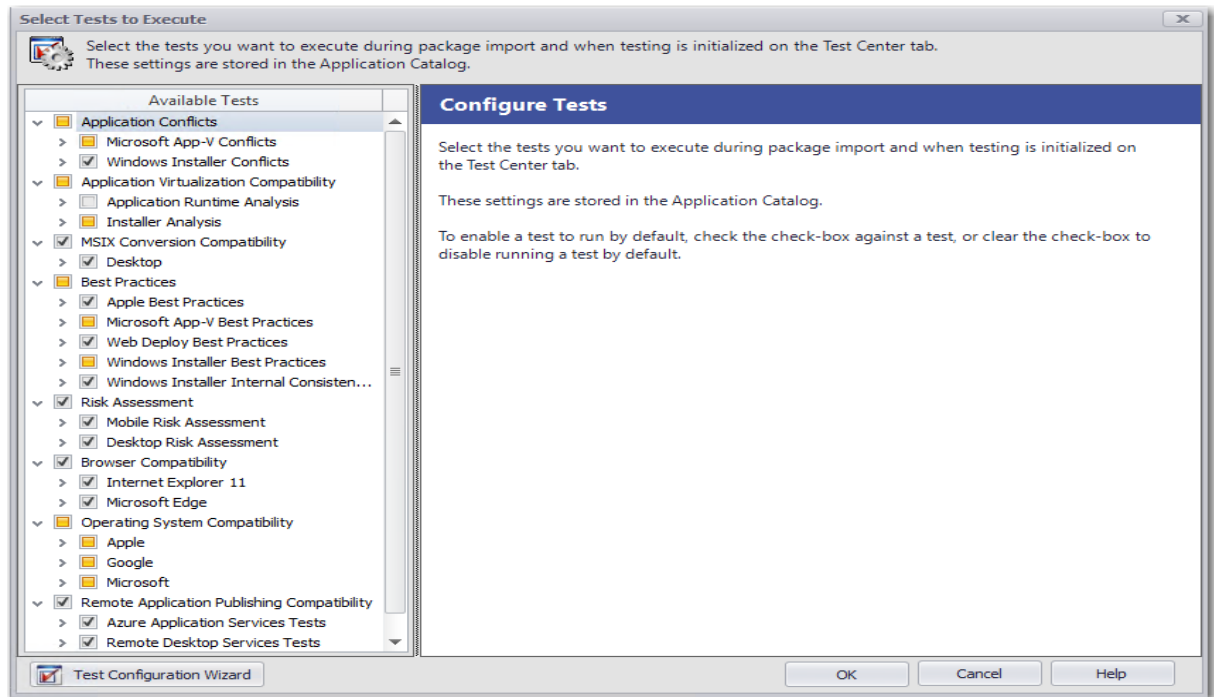 Select Tests to Execute
Select the tests you want to execute during package import and when testing is initialized on the Test Center tab.
These settings are stored in the Application Catalog.
Available Tests
Application Conflicts
Microsoft App-V Conflicts
Windows Installer Conflicts
Application Virtualization Compatibility
Application Runtime Analysis
Installer Analysis
MSIX Conversion Compatibility
Desktop
Best Practices
Apple Best Practices
Microsoft App-V Best Practices
Web Deploy Best Practices
Windows Installer Best Practices
Windows Installer Internal Consisten...
Risk Assessment
Mobile Risk Assessment
Desktop Risk Assessment
Browser Compatibility
Internet Explorer 11
Microsoft Edge
Operating System Compatibility
Apple
Google
Microsoft
Remote Application Publishing Compatibility
Azure Application Services Tests
Remote Desktop Services Tests
Configure Tests
Select the tests you want to execute during package import and when testing is initialized on
the Test Center tab.
These settings are stored in the Application Catalog.
To enable a test to run by default, check the check-box against a test, or clear the check-box to
disable running a test by default.
Test Configuration Wizard
OK
Cancel
Help